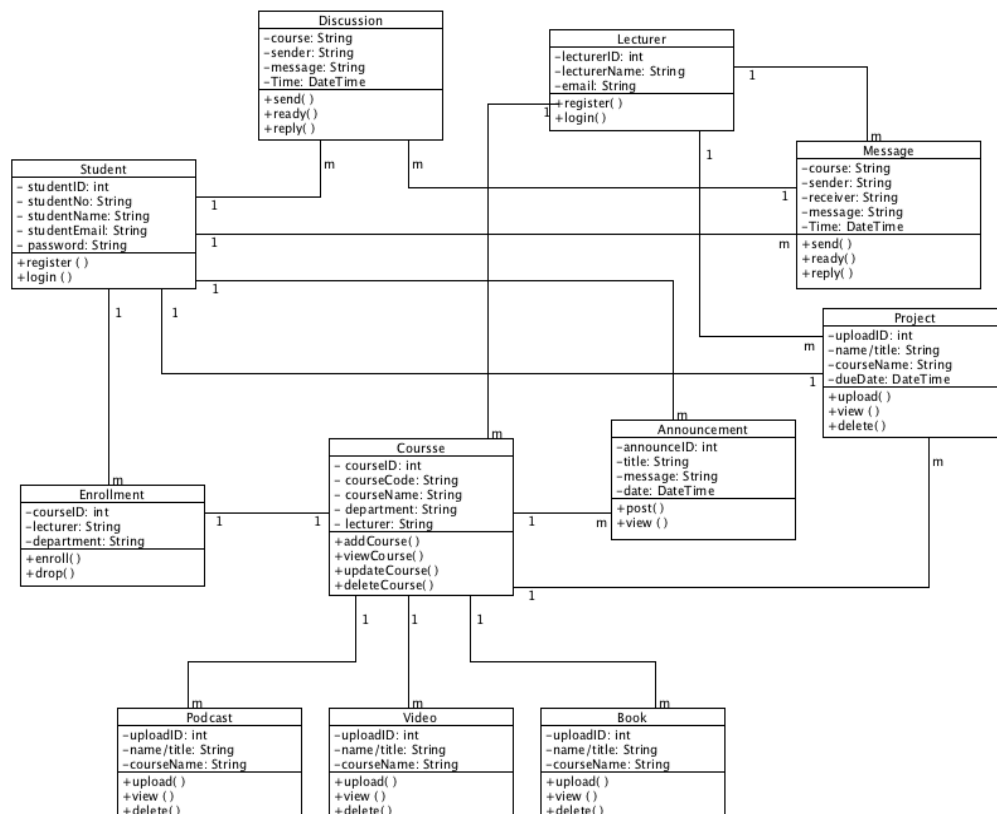 Discussion
-course: String
-sender: String
-message: String
-Time: DateTime
+send( )
+ready( )
+reply( )
m
m
Lecturer
-lecturerID: int
-lecturerName: String
-email: String
+register( )
+login( )
1
1
1
Message
-course: String
-sender: String
-receiver: String
-message: String
-Time: DateTime
+send( )
+ready( )
+reply( )
m
1
m
Student
- studentID: int
- studentNo: String
- studentName: String
- studentEmail: String
- password: String
+register ( )
+login ( )
1
1
1
1
1
Project
-uploadID: int
-name/title: String
-courseName: String
-dueDate: DateTime
+upload( )
+view ( )
+delete( )
m
1
m
Announcement
-announceID: int
-title: String
-message: String
-date: DateTime
+post( )
+view ( )
m
m
Coursse
- courseID: int
- courseCode: String
- courseName: String
- department: String
- lecturer: String
+addCourse( )
+viewCourse( )
+updateCourse( )
+deleteCourse( )
m
1
1
1
1
1
1
Enrollment
-courseID: int
-lecturer: String
-department: String
+enroll( )
+drop( )
m
1
Podcast
-uploadID: int
-name/title: String
-courseName: String
+upload( )
+view ( )
+delete( )
m
Video
-uploadID: int
-name/title: String
-courseName: String
+upload( )
+view ( )
+delete( )
m
Book
-uploadID: int
-name/title: String
-courseName: String
+upload( )
+view ( )
+delete( )
m